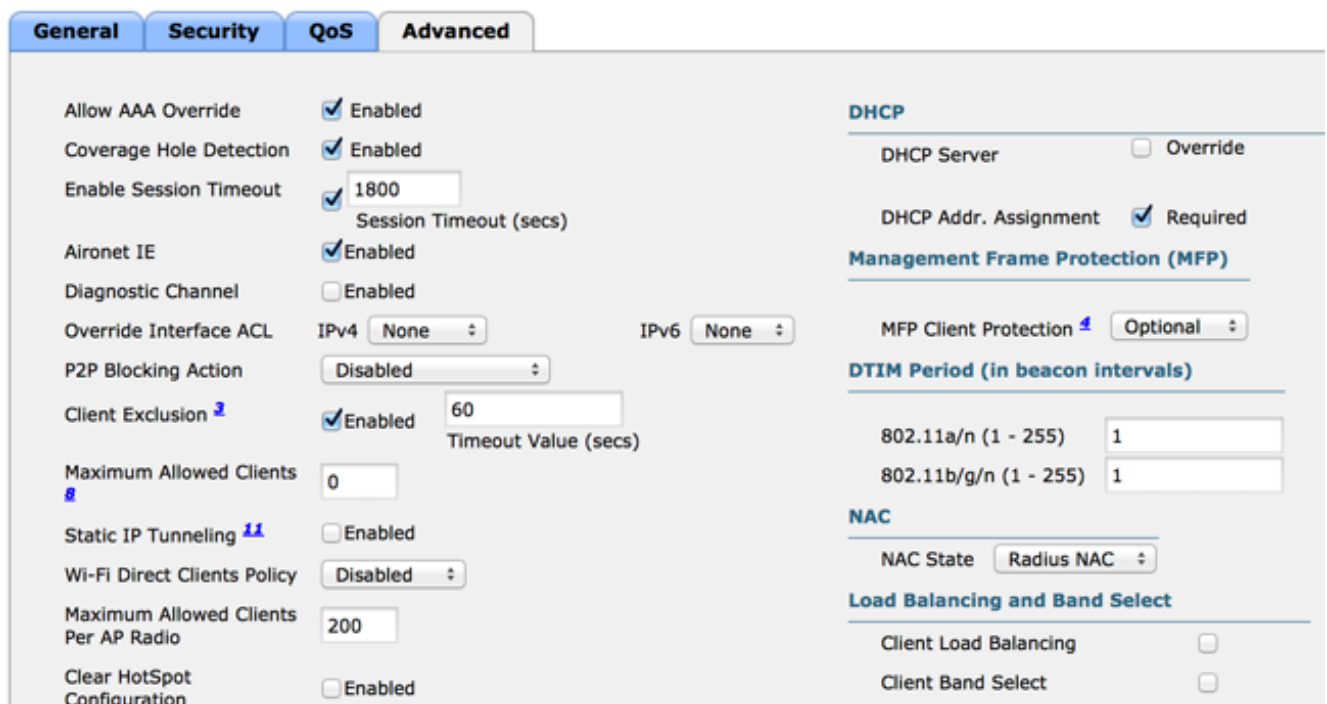 General Security QoS Advanced
Allow AAA Override Enabled
Coverage Hole Detection Enabled
Enable Session Timeout 1800
Session Timeout (secs)
Aironet IE Enabled
Diagnostic Channel Enabled
Override Interface ACL IPv4 None IPv6 None
P2P Blocking Action Disabled
Client Exclusion 3 Enabled 60
Timeout Value (secs)
Maximum Allowed Clients
8 0
Static IP Tunneling 11 Enabled
Wi-Fi Direct Clients Policy Disabled
Maximum Allowed Clients
Per AP Radio 200
Clear HotSpot
Configuration Enabled
DHCP
DHCP Server Override
DHCP Addr. Assignment Required
Management Frame Protection (MFP)
MFP Client Protection 4 Optional
DTIM Period (in beacon intervals)
802.11a/n (1 - 255) 1
802.11b/g/n (1 - 255) 1
NAC
NAC State Radius NAC
Load Balancing and Band Select
Client Load Balancing
Client Band Select